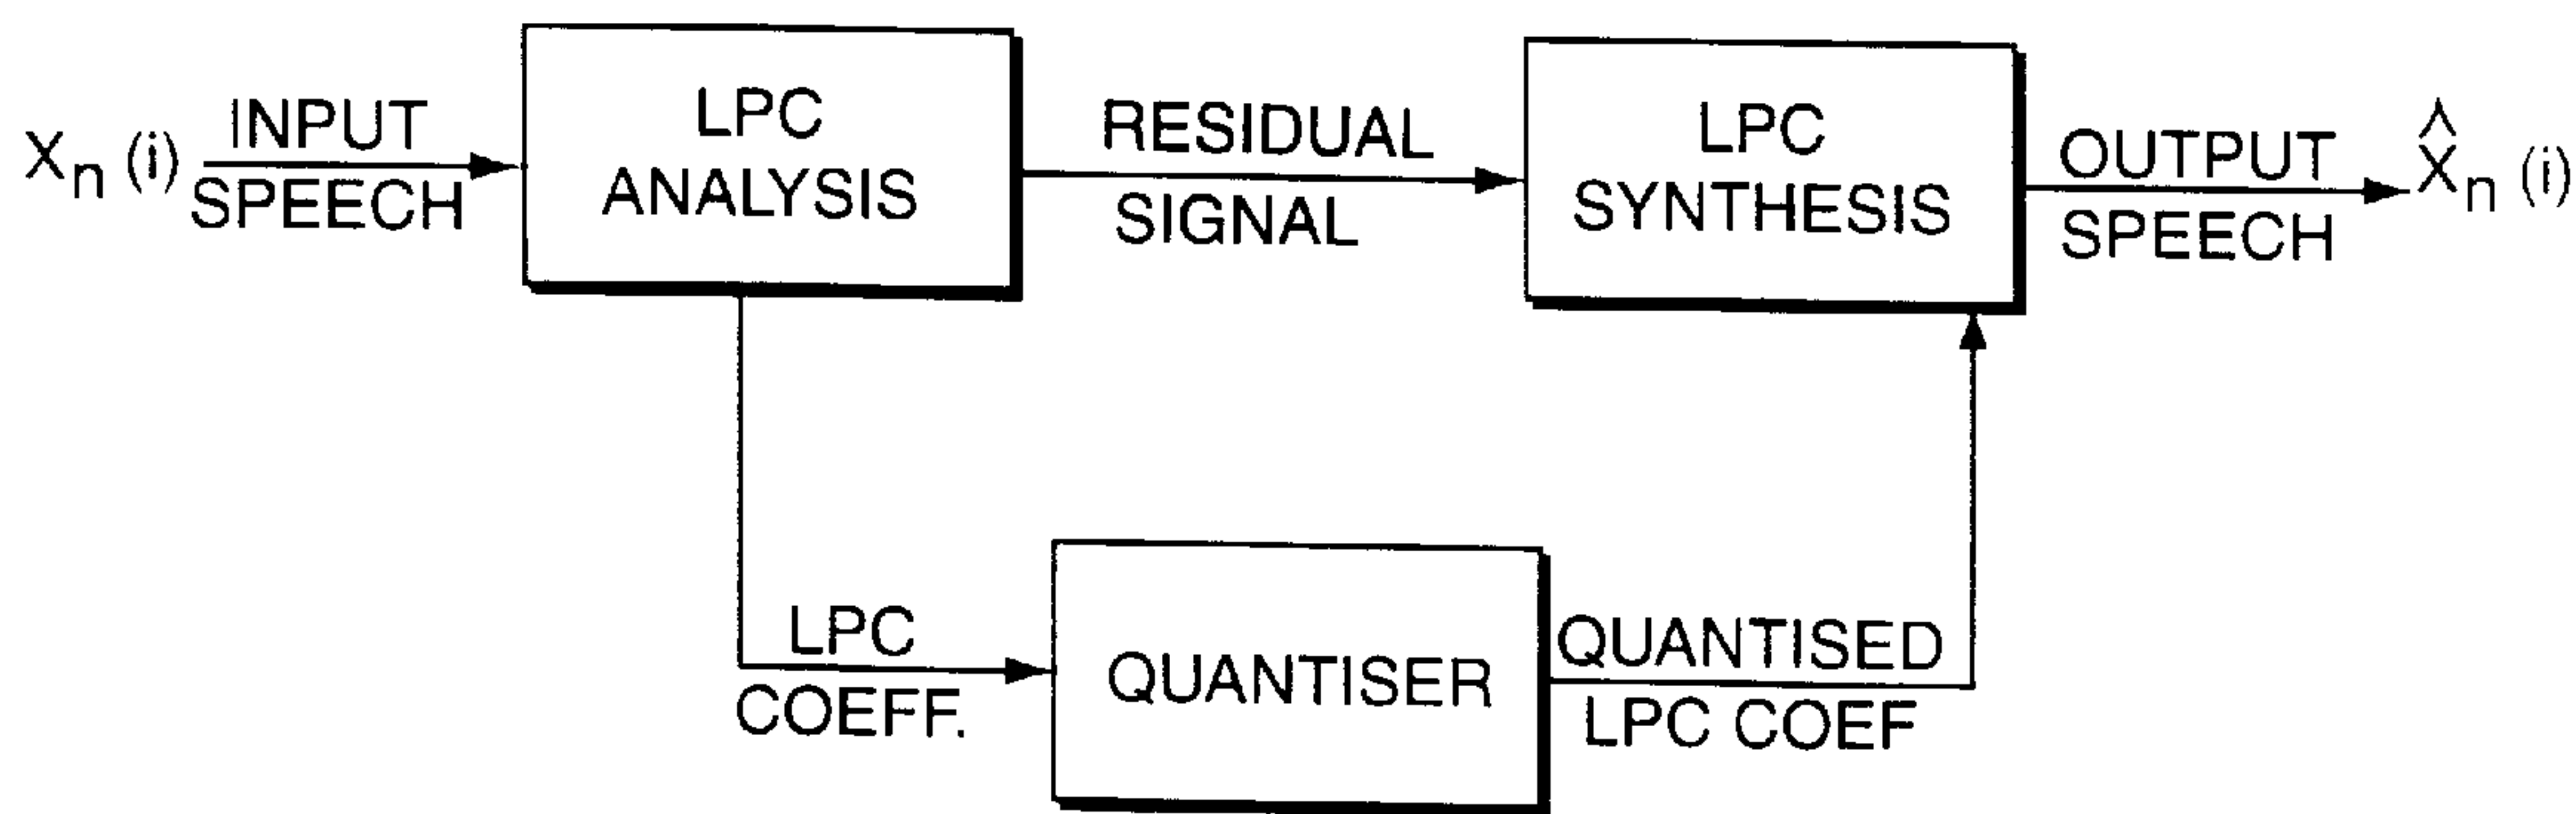 Xn (i)
INPUT
SPEECH
LPC
ANALYSIS
RESIDUAL
SIGNAL
LPC
SYNTHESIS
OUTPUT
SPEECH
X̂n (i)
LPC
COEFF.
QUANTISER
QUANTISED
LPC COEF